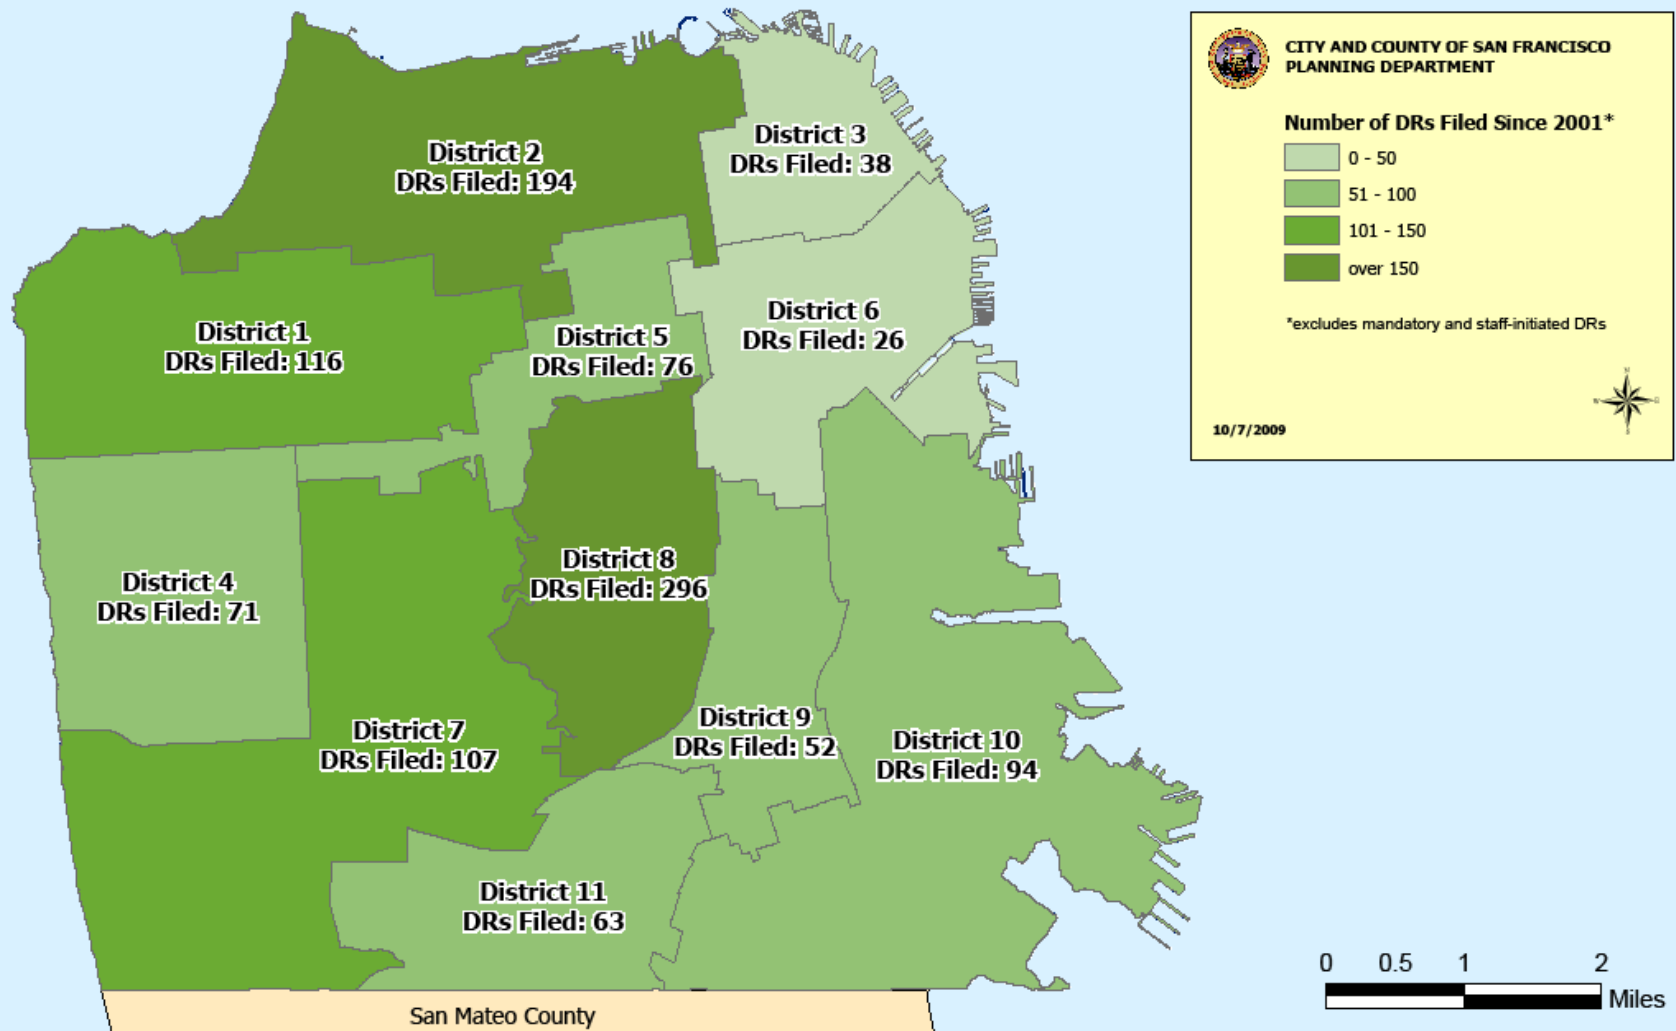 CITY AND COUNTY OF SAN FRANCISCO
PLANNING DEPARTMENT
Number of DRs Filed Since 2001*
0 - 50
51 - 100
101 - 150
over 150
*excludes mandatory and staff-initiated DRs
10/7/2009
District 3
DRs Filed: 38
District 2
DRs Filed: 194
District 6
DRs Filed: 26
District 1
DRs Filed: 116
District 5
DRs Filed: 76
District 8
DRs Filed: 296
District 4
DRs Filed: 71
District 9
DRs Filed: 52
District 7
DRs Filed: 107
District 10
DRs Filed: 94
District 11
DRs Filed: 63
0 0.5 1 2
Miles
San Mateo County